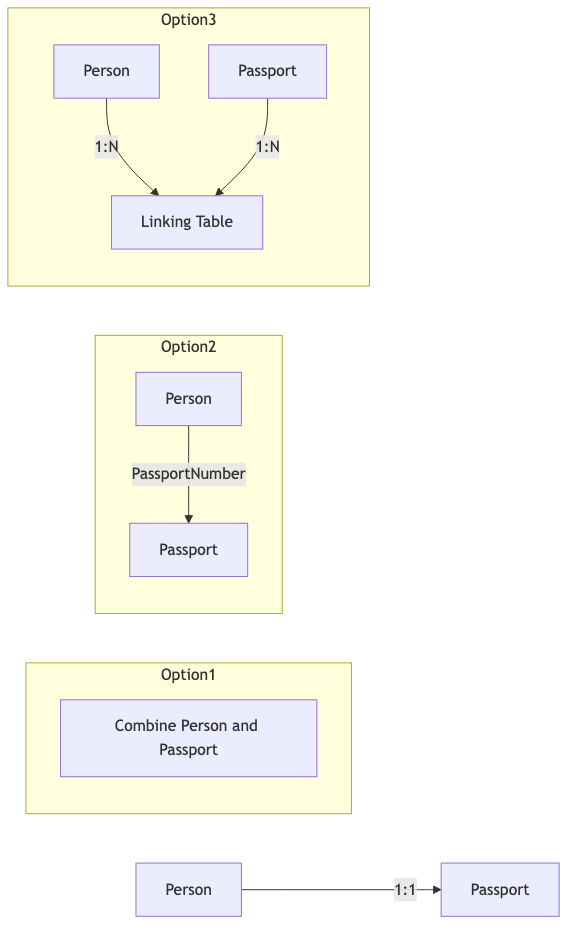 Option3
Person
Passport
1:N
1:N
Linking Table
Option2
Person
PassportNumber
Passport
Option1
Combine Person and
Passport
Person
1:1
Passport